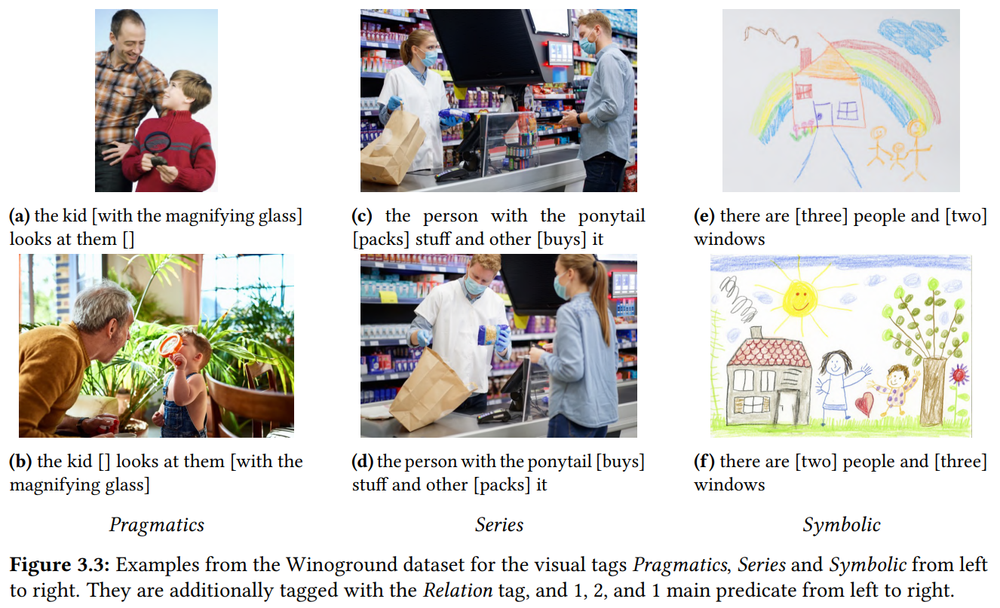 (a) the kid [with the magnifying glass]
looks at them []
(b) the kid [] looks at them [with the
magnifying glass]
Pragmatics
(c) the person with the ponytail
[packs] stuff and other [buys] it
(d) the person with the ponytail [buys]
stuff and other [packs] it
Series
(e) there are [three] people and [two]
windows
(f) there are [two] people and [three]
windows
Symbolic
Figure 3.3: Examples from the Winoground dataset for the visual tags Pragmatics, Series and Symbolic from left
to right. They are additionally tagged with the Relation tag, and 1, 2, and 1 main predicate from left to right.